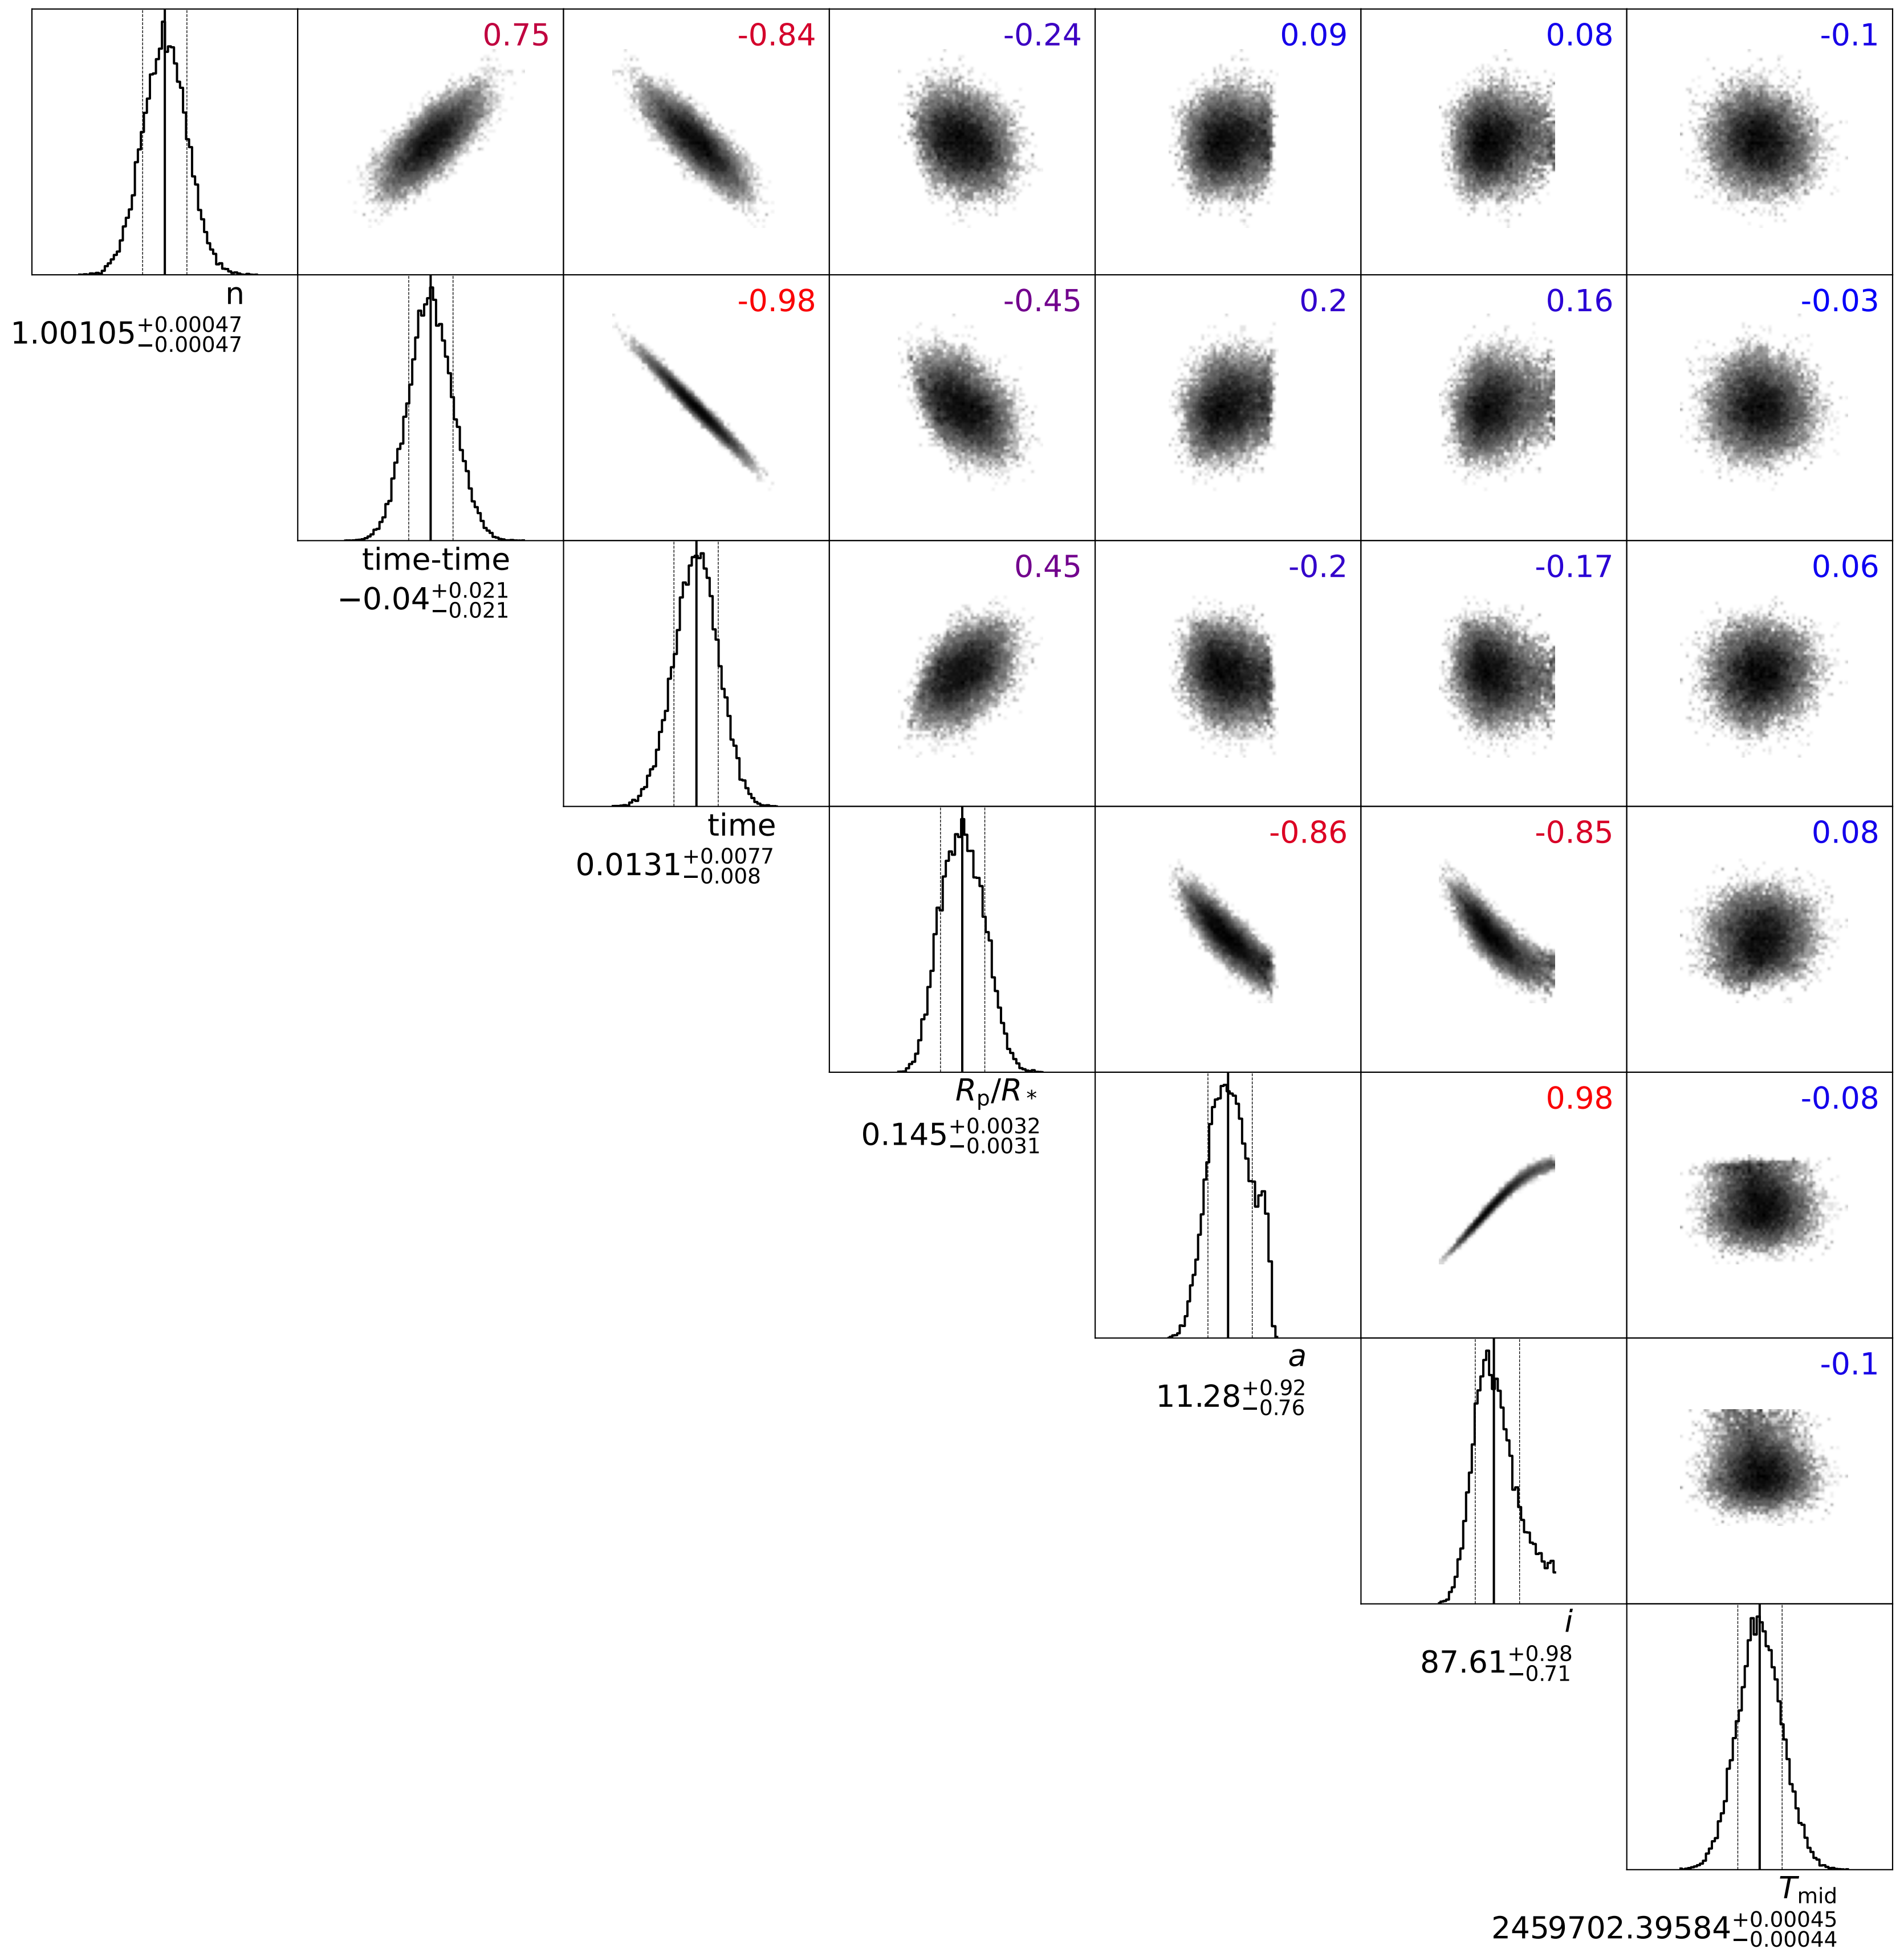 0.75 -0.84 -0.24 0.09 0.08 -0.1
n
1.00105+0.00047−0.00047
-0.98 -0.45 0.2 0.16 -0.03
time-time
−0.04+0.021−0.021
0.45 -0.2 -0.17 0.06
time
0.0131+0.0077−0.008
-0.86 -0.85 0.08
Rp/R*
0.145+0.0032−0.0031
0.98 -0.08
a
11.28+0.92−0.76
-0.1
i
87.61+0.98−0.71
Tmid
2459702.39584+0.00045−0.00044